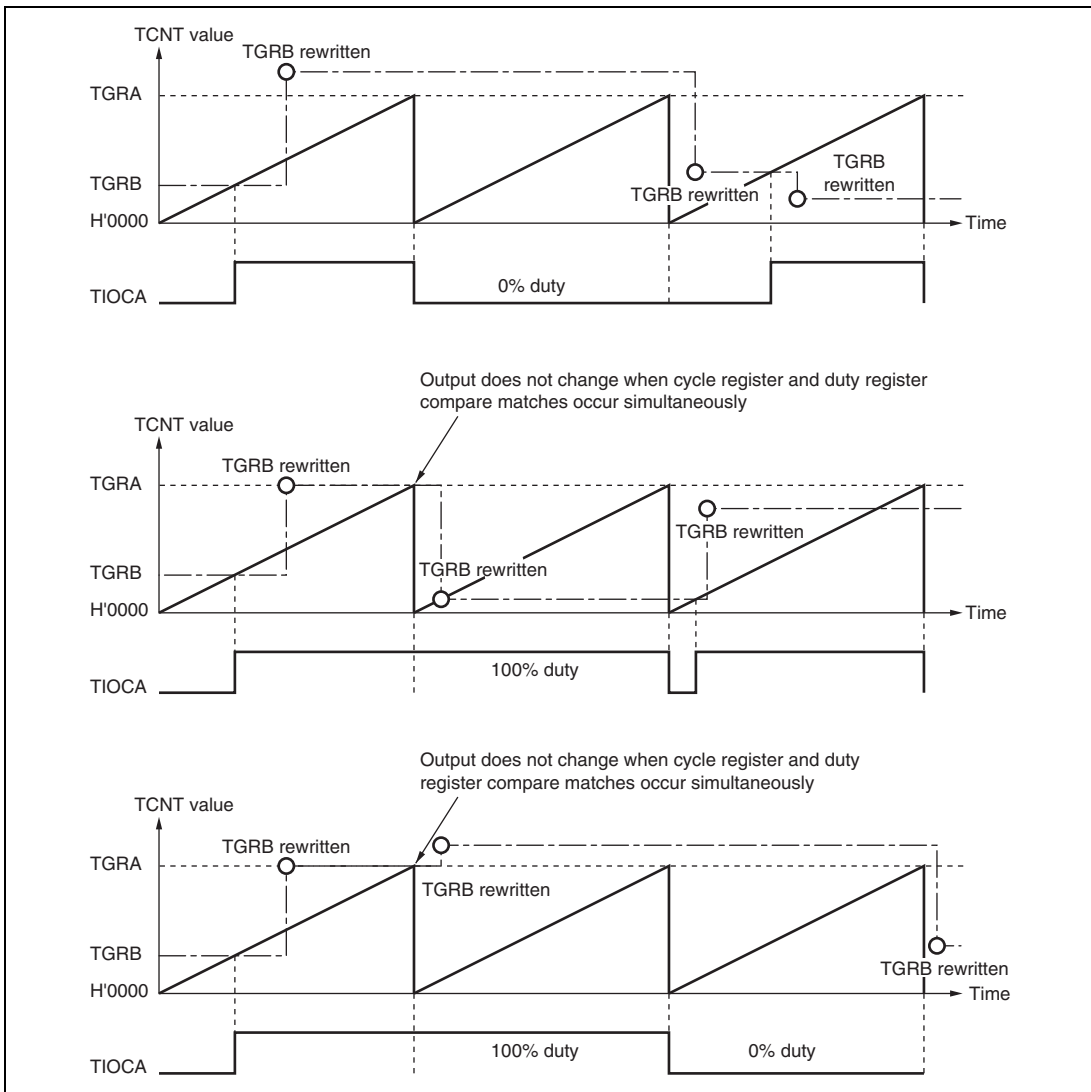 TCNT value
TGRB rewritten
TGRA
TGRB
rewritten
TGRB
TGRB rewritten
H'0000
Time
0% duty
TIOCA
Output does not change when cycle register and duty register
compare matches occur simultaneously
TCNT value
TGRB rewritten
TGRA
TGRB rewritten
TGRB
TGRB rewritten
H'0000
Time
100% duty
TIOCA
Output does not change when cycle register and duty
register compare matches occur simultaneously
TCNT value
TGRB rewritten
TGRA
TGRB rewritten
TGRB
TGRB rewritten
H'0000
Time
100% duty
0% duty
TIOCA